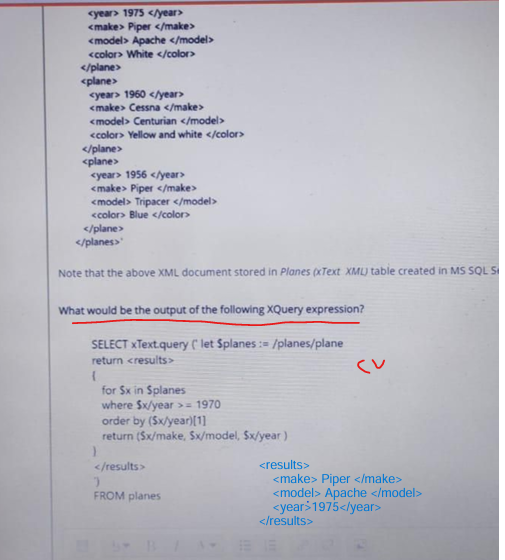 <year> 1975 </year>
<make> Piper </make>
<model> Apache </model>
<color> White </color>
</plane>
<plane>
<year> 1960 </year>
<make> Cessna </make>
<model> Centurian </model>
<color> Yellow and white </color>
</plane>
<plane>
<year> 1956 </year>
<make> Piper </make>
<model> Tripacer </model>
<color> Blue </color>
</plane>
</planes>'
Note that the above XML document stored in Planes (xText XML) table created in MS SQL Se
What would be the output of the following XQuery expression?
SELECT xText.query (' let $planes := /planes/plane
return <results>
{
for $x in $planes
where $x/year >= 1970
order by ($x/year)[1]
return ($x/make, $x/model, $x/year )
}
</results>
')
FROM planes
<results>
<make> Piper </make>
<model> Apache </model>
<year>1975</year>
</results>